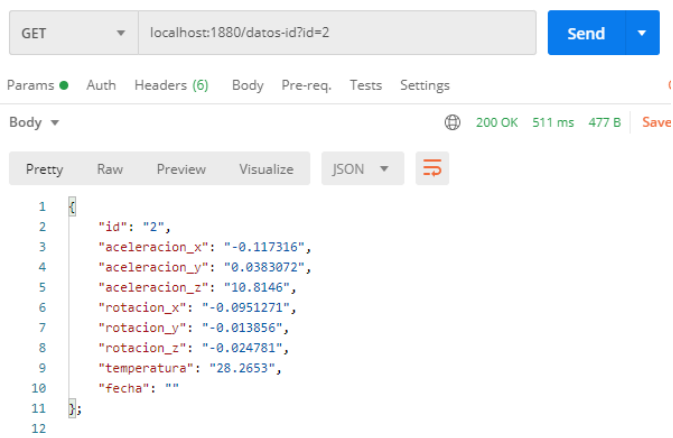 GET localhost:1880/datos-id?id=2 Send
Params Auth Headers (6) Body Pre-req. Tests Settings
Body 200 OK 511 ms 477 B Save
Pretty Raw Preview Visualize JSON
1 {
2 "id": "2",
3 "aceleracion_x": "-0.117316",
4 "aceleracion_y": "0.0383072",
5 "aceleracion_z": "10.8146",
6 "rotacion_x": "-0.0951271",
7 "rotacion_y": "-0.013856",
8 "rotacion_z": "-0.024781",
9 "temperatura": "28.2653",
10 "fecha": ""
11 };
12